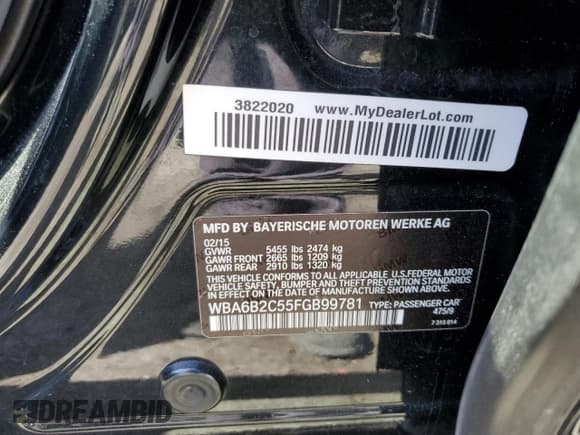 3822020 www.MyDealerLot.com
MFD BY BAYERISCHE MOTOREN WERKE AG
02/15
GVWR 5455 lbs 2474 kg
GAWR FRONT 2665 lbs 1209 kg
GAWR REAR 2910 lbs 1320 kg
THIS VEHICLE CONFORMS TO ALL APPLICABLE
U.S.FEDERAL MOTOR
VEHICLE SAFETY, BUMPER, AND THEFT
PREVENTION STANDARDS
IN EFFECT ON THE DATE OF MANUFACTURE
SHOWN ABOVE.
WBA6B2C55FGB99781 TYPE: PASSENGER CAR
475/9
7 315 014
DREAMBID